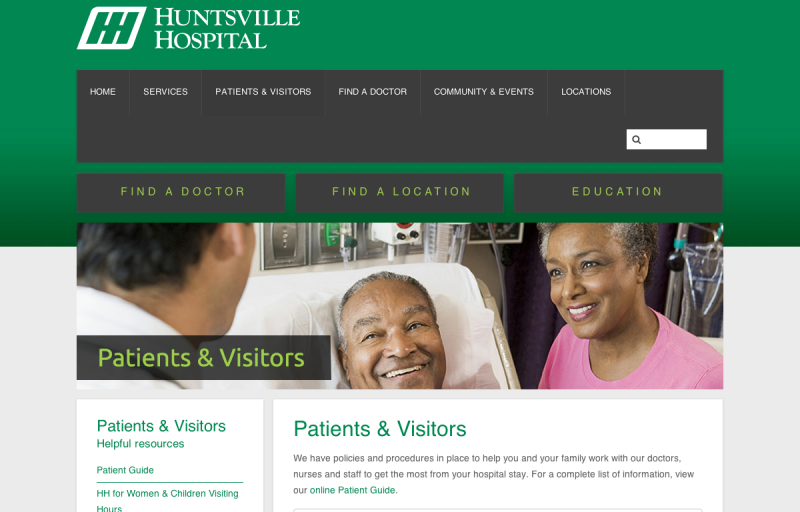 HUNTSVILLE
HOSPITAL
HOME
SERVICES
PATIENTS & VISITORS
FIND A DOCTOR
COMMUNITY & EVENTS
LOCATIONS
FIND A DOCTOR
FIND A LOCATION
EDUCATION
Patients & Visitors
Patients & Visitors
Helpful resources
Patient Guide
HH for Women & Children Visiting
Hours
Patients & Visitors
We have policies and procedures in place to help you and your family work with our doctors,
nurses and staff to get the most from your hospital stay. For a complete list of information, view
our online Patient Guide.